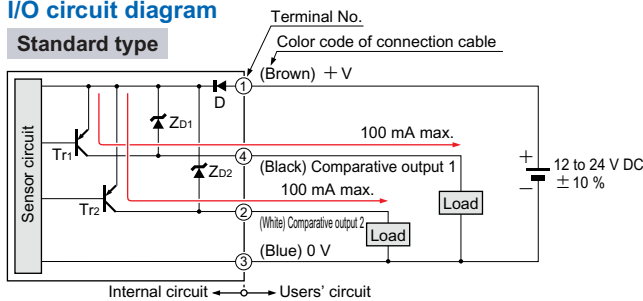 I/O circuit diagram
Terminal No.
Standard type
Color code of connection cable
1 (Brown) +V
D
ZD1
100 mA max.
Sensor circuit
Tr1
4
(Black) Comparative output 1
+
12 to 24 V DC
± 10 %
−
ZD2
100 mA max.
Load
Tr2
2
(White) Comparative output 2
Load
3 (Blue) 0 V
Internal circuit Users' circuit